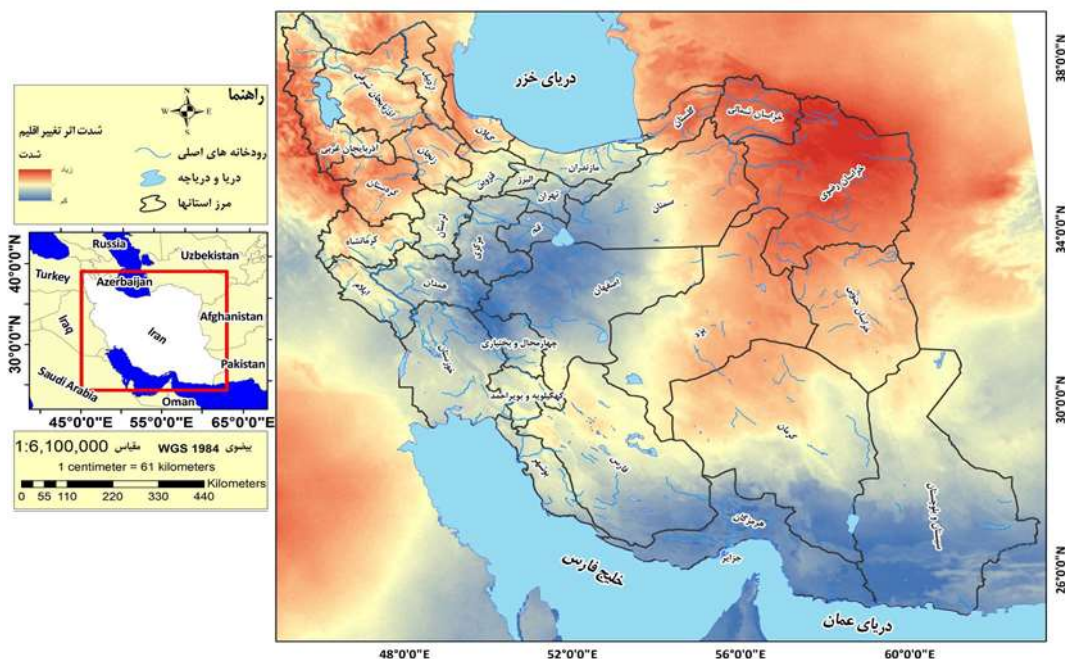 راهنما
N
W E
S
شدت اثر تغییر اقلیم
شدت
زیاد
کم
رودخانه های اصلی
دریا و دریاچه
مرز استانها
Russia
Uzbekistan
Turkey
Azerbaijan
Iraq
Iran
Afghanistan
Pakistan
Saudi Arabia
Oman
40°0'0"N
30°0'0"N
45°0'0"E 55°0'0"E 65°0'0"E
1:6,100,000 مقیاس WGS 1984 بیضوی
1 centimeter = 61 kilometers
Kilometers
0 55 110 220 330 440
دریای خزر
اردبیل
آذربایجان شرقی
آذربایجان غربی
گیلان
زنجان
کردستان
قزوین
البرز
مازندران
تهران
گلستان
خراسان شمالی
خراسان رضوی
سمنان
قم
مرکزی
لرستان
کرمانشاه
همدان
ایلام
اصفهان
یزد
خراسان جنوبی
چهارمحال و بختیاری
خوزستان
کهگیلویه و بویراحمد
فارس
بوشهر
کرمان
هرمزگان
جزایر
سیستان و بلوچستان
خلیج فارس
دریای عمان
38°0'0"N
34°0'0"N
30°0'0"N
26°0'0"N
48°0'0"E 52°0'0"E 56°0'0"E 60°0'0"E